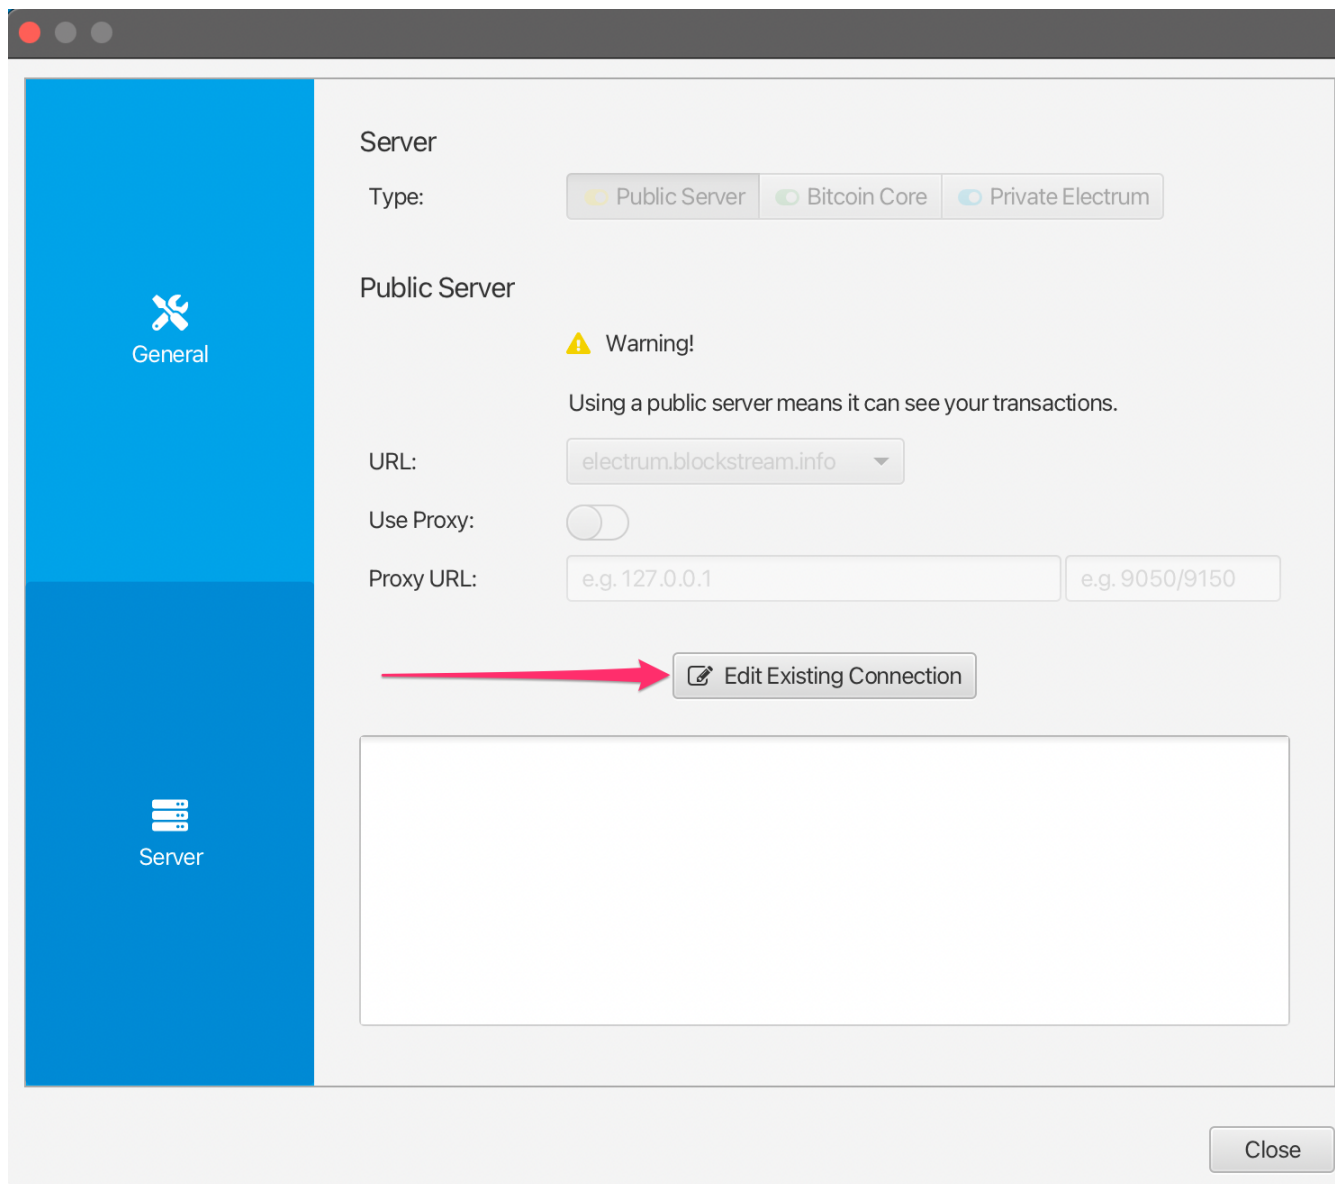 General
Server
Server
Type:
Public Server
Bitcoin Core
Private Electrum
Public Server
Warning!
Using a public server means it can see your transactions.
URL:
electrum.blockstream.info
Use Proxy:
Proxy URL:
e.g. 127.0.0.1
e.g. 9050/9150
Edit Existing Connection
Close